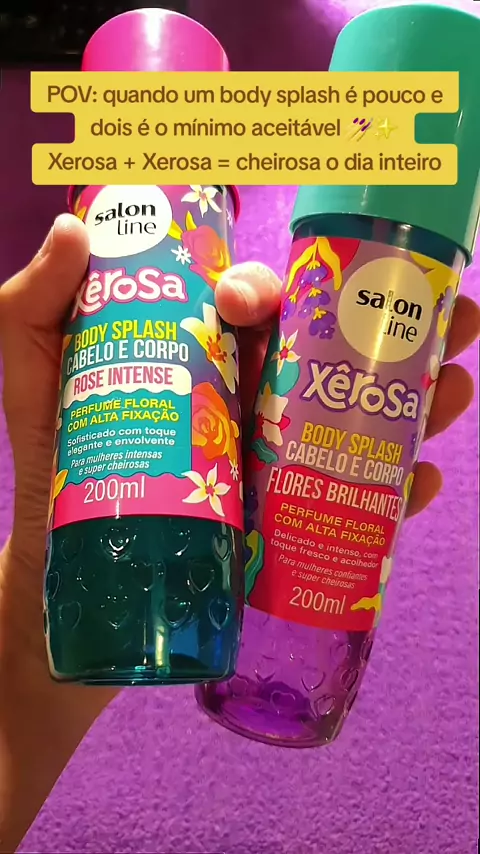 POV: quando um body splash é pouco e
dois é o mínimo aceitável
Xerosa + Xerosa = cheirosa o dia inteiro
salon
line
xêrosa
BODY SPLASH
CABELO E CORPO
ROSE INTENSE
PERFUME FLORAL
COM ALTA FIXAÇÃO
Sofisticado com toque
elegante e envolvente
Para mulheres intensas
e super cheirosas
200ml
salon
line
xêrosa
BODY SPLASH
CABELO E CORPO
FLORES BRILHANTES
PERFUME FLORAL
COM ALTA FIXAÇÃO
Delicado e intenso, com
toque fresco e acolhedor
Para mulheres confiantes
e super cheirosas
200ml